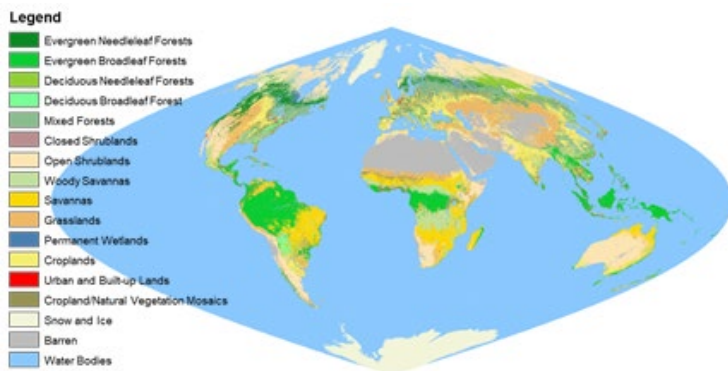 Legend
Evergreen Needleleaf Forests
Evergreen Broadleaf Forests
Deciduous Needleleaf Forests
Deciduous Broadleaf Forest
Mixed Forests
Closed Shrublands
Open Shrublands
Woody Savannas
Savannas
Grasslands
Permanent Wetlands
Croplands
Urban and Built-up Lands
Cropland/Natural Vegetation Mosaics
Snow and Ice
Barren
Water Bodies